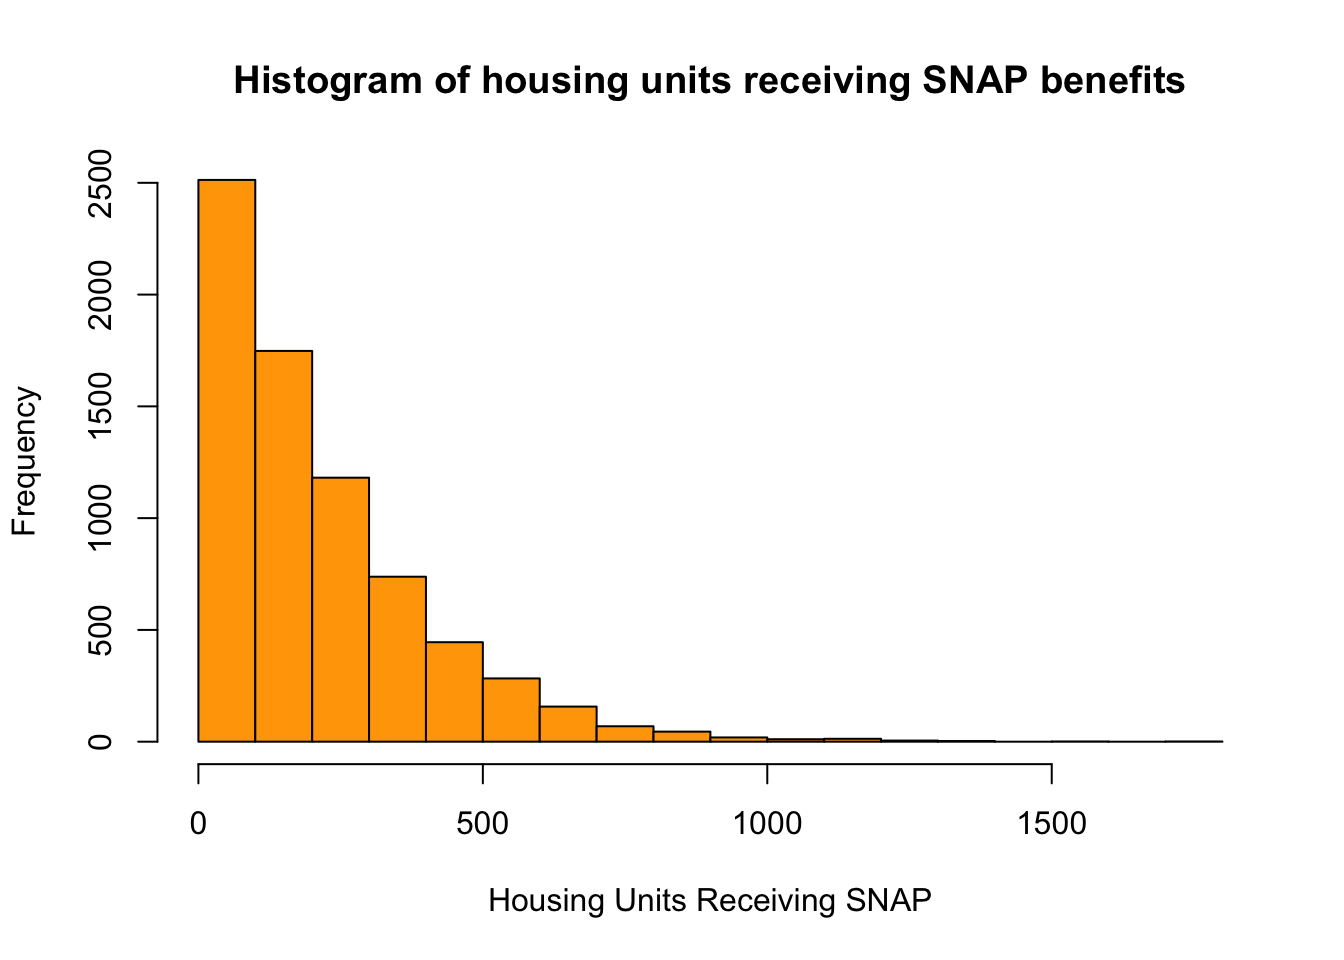 Histogram of housing units receiving SNAP benefits
Frequency
2500
2000
1500
1000
500
0
0 500 1000 1500
Housing Units Receiving SNAP